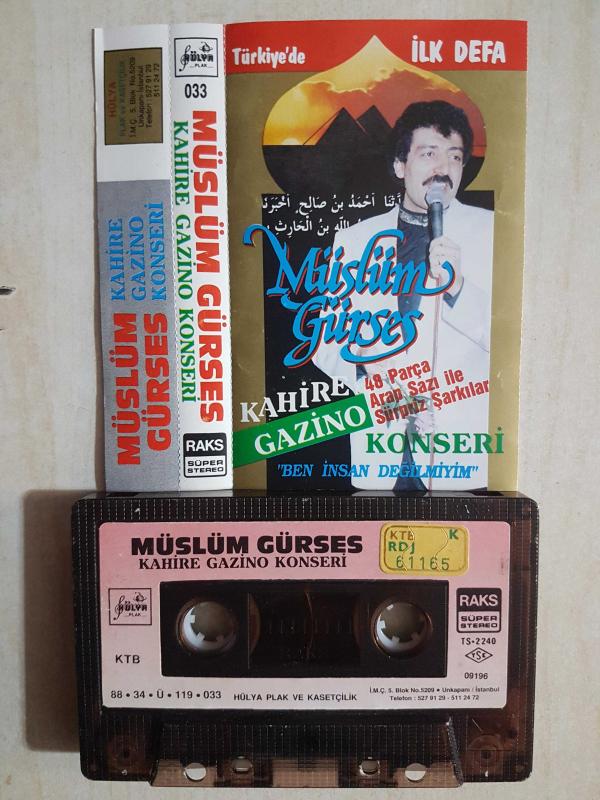 HÜLYA
PLAK ve KASETÇİLİK
İ.M.Ç. 5. Blok No.5209
Unkapanı-İstanbul
Telefon: 527 91 29
511 24 72
MÜSLÜM
GÜRSES
KAHİRE
GAZİNO
KONSERİ
HÜLYA
PLAK
033
MÜSLÜM GÜRSES
KAHİRE GAZİNO KONSERİ
RAKS
SÜPER
STEREO
Türkiye'de İLK DEFA
أَحْمَدُ بْنُ صَالِحٍ
بْنُ الْحَارِثِ
Müslüm
Gürses
48 Parça
Arap Sazı ile
Sürpriz Şarkılar
KAHİRE
GAZİNO
KONSERİ
"BEN İNSAN DEĞİLMİYİM"
MÜSLÜM GÜRSES
KAHİRE GAZİNO KONSERİ
KTB K
RDJ
61165
HÜLYA
PLAK
RAKS
SÜPER
STEREO
TS•2240
TSE
09196
KTB
88 • 34 • Ü • 119 • 033
HÜLYA PLAK VE KASETÇİLİK
İ.M.Ç. 5. Blok No.5209 • Unkapanı / İstanbul
Telefon : 527 91 29 - 511 24 72